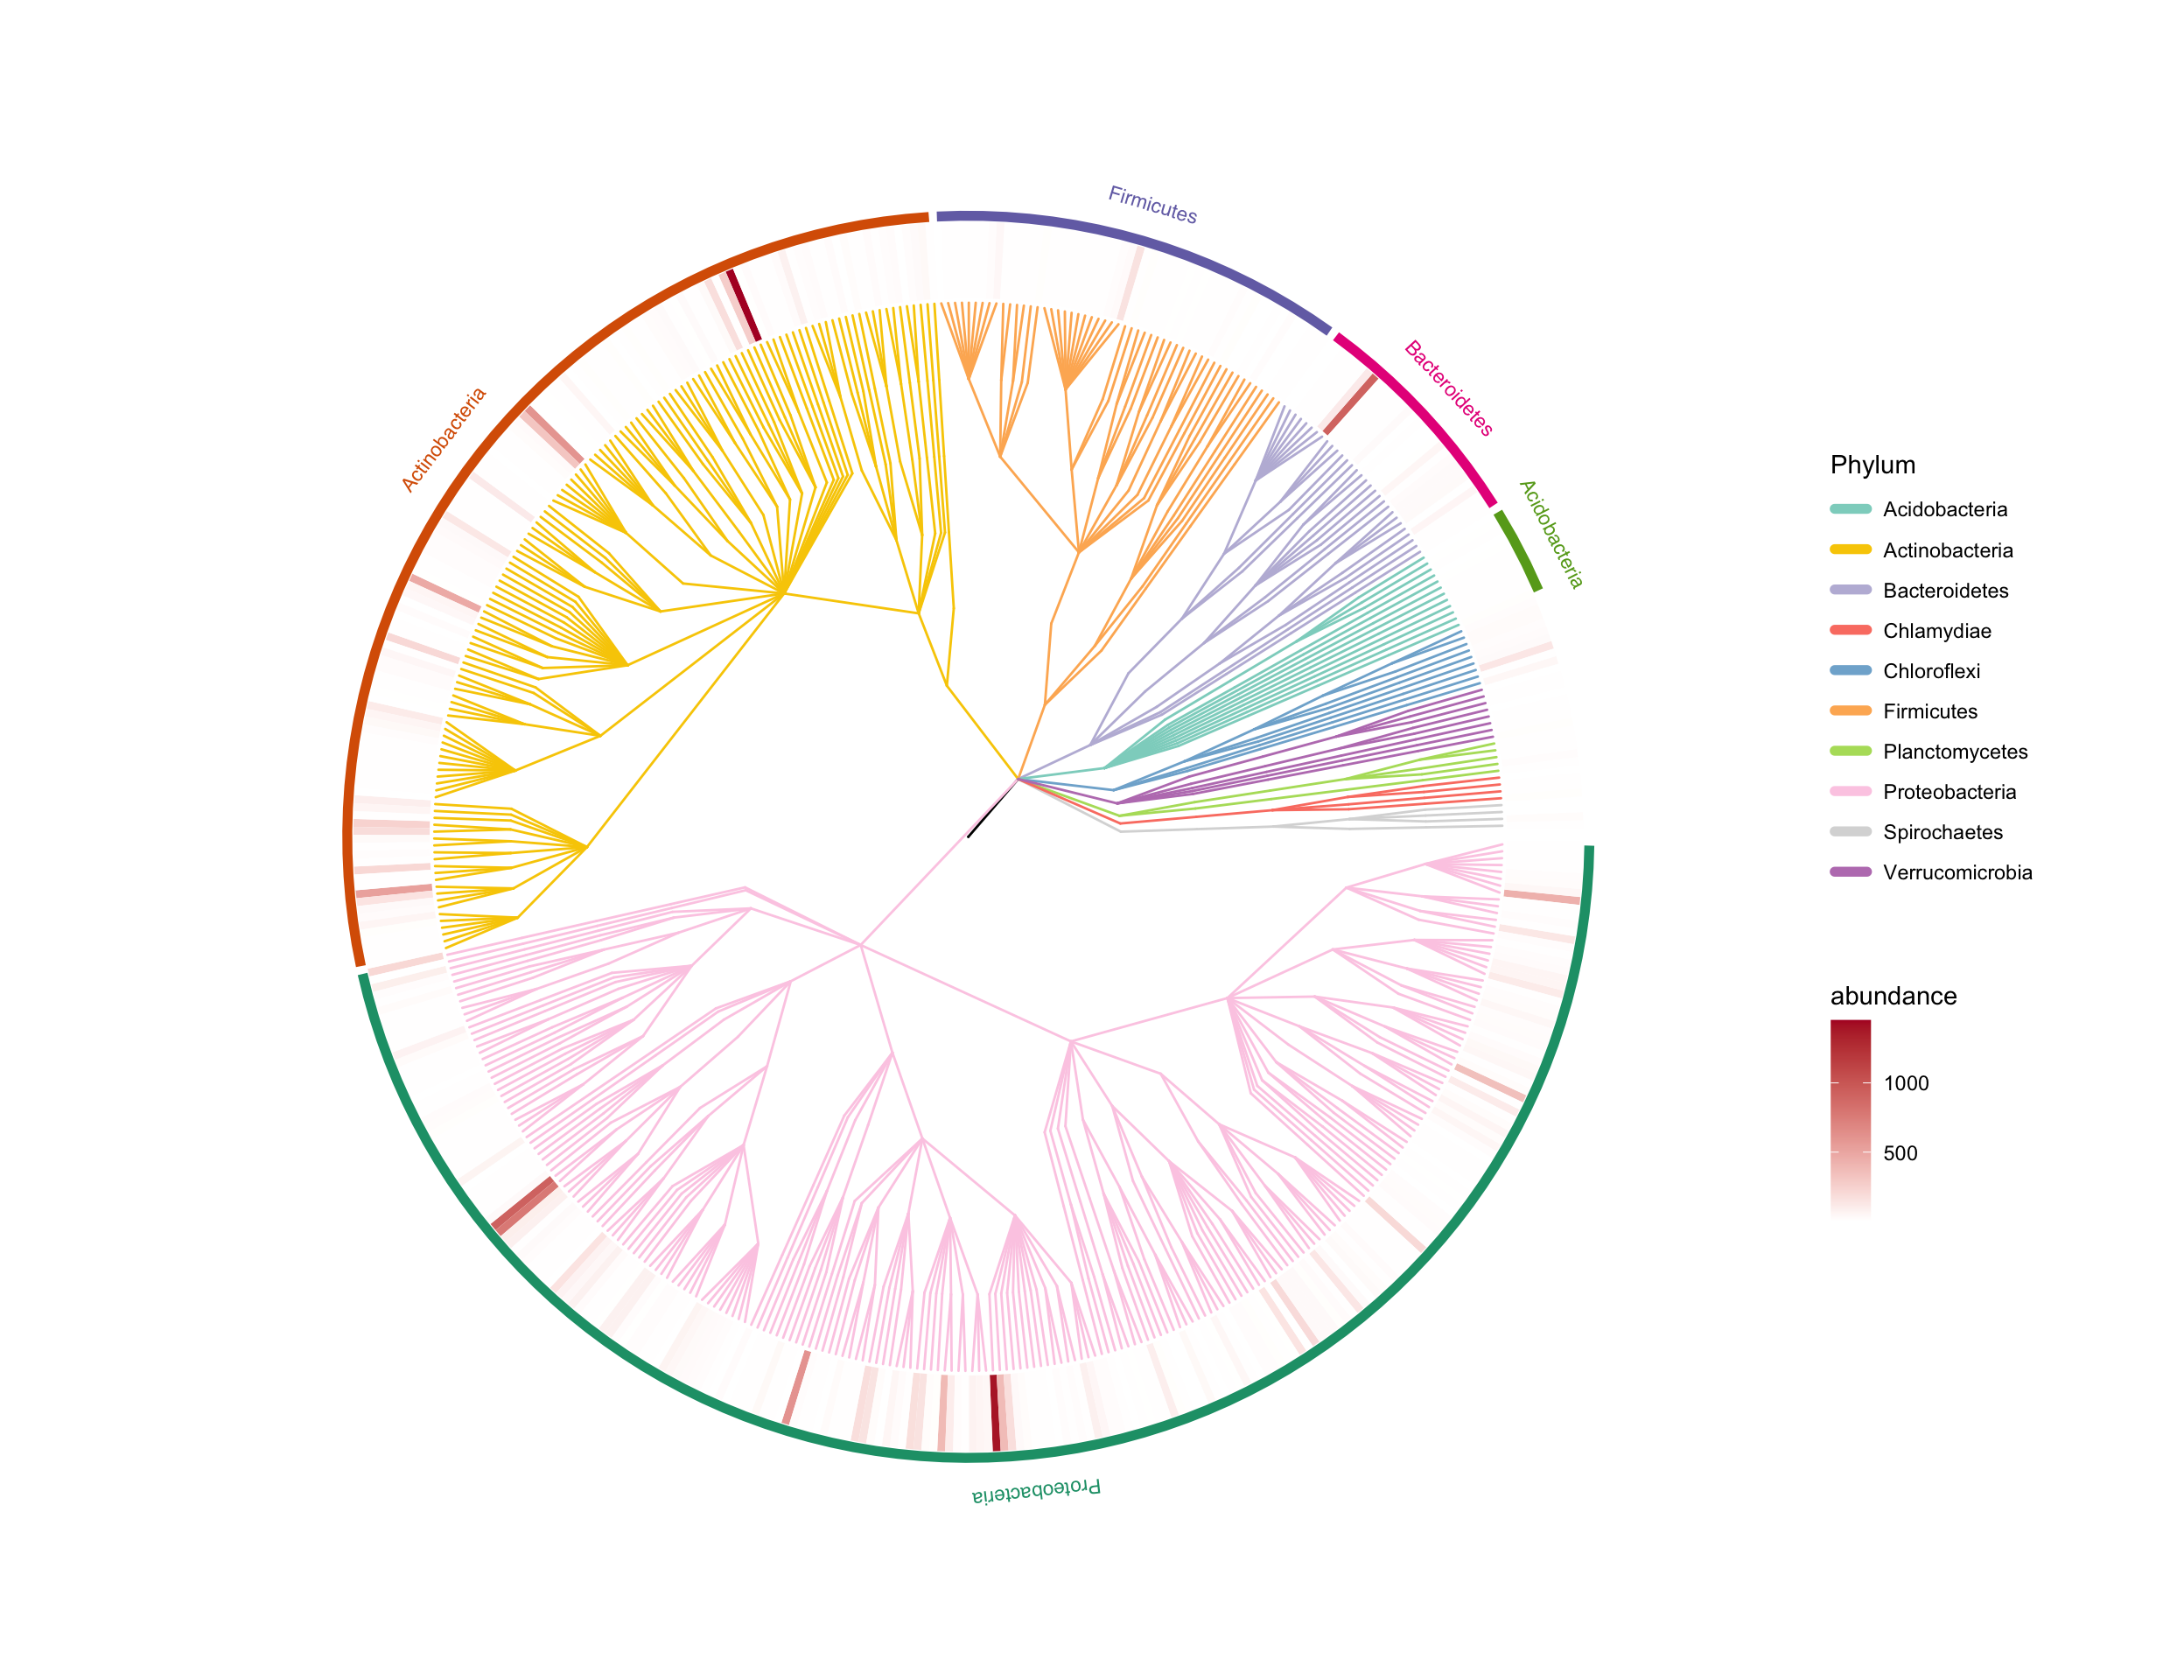 Firmicutes
Bacteroidetes
Acidobacteria
Actinobacteria
Proteobacteria
Phylum
Acidobacteria
Actinobacteria
Bacteroidetes
Chlamydiae
Chloroflexi
Firmicutes
Planctomycetes
Proteobacteria
Spirochaetes
Verrucomicrobia
abundance
1000
500